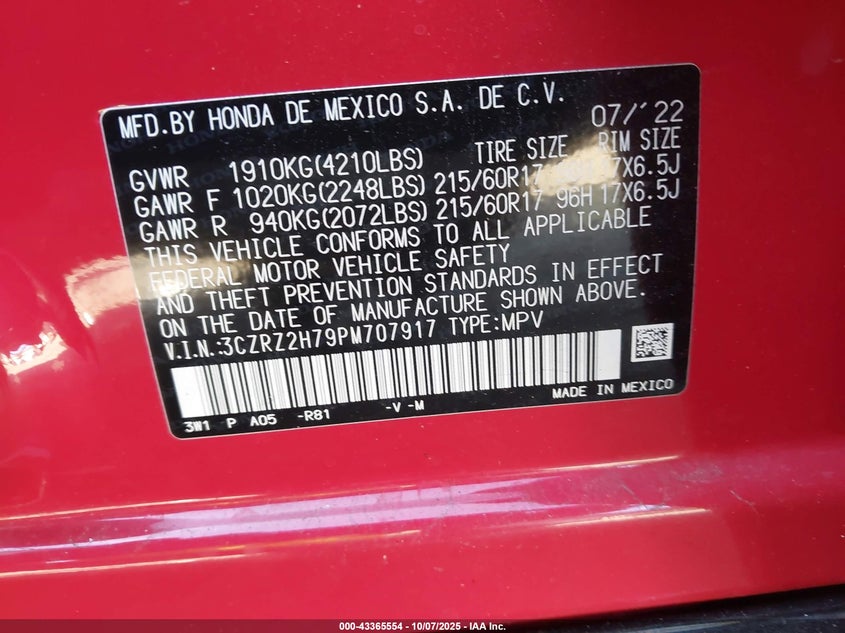 MFD.BY HONDA DE MEXICO S.A. DE C.V. 07/'22
GVWR 1910KG(4210LBS) TIRE SIZE RIM SIZE
GAWR F 1020KG(2248LBS) 215/60R17 17X6.5J
GAWR R 940KG(2072LBS) 215/60R17 96H 17X6.5J
THIS VEHICLE CONFORMS TO ALL APPLICABLE
FEDERAL MOTOR VEHICLE SAFETY
AND THEFT PREVENTION STANDARDS IN EFFECT
ON THE DATE OF MANUFACTURE SHOWN ABOVE.
V.I.N.:3CZRZ2H79PM707917 TYPE:MPV
MADE IN MEXICO
3W1 P A05 -R81 -V -M
000-43365554 - 10/07/2025 - IAA Inc.